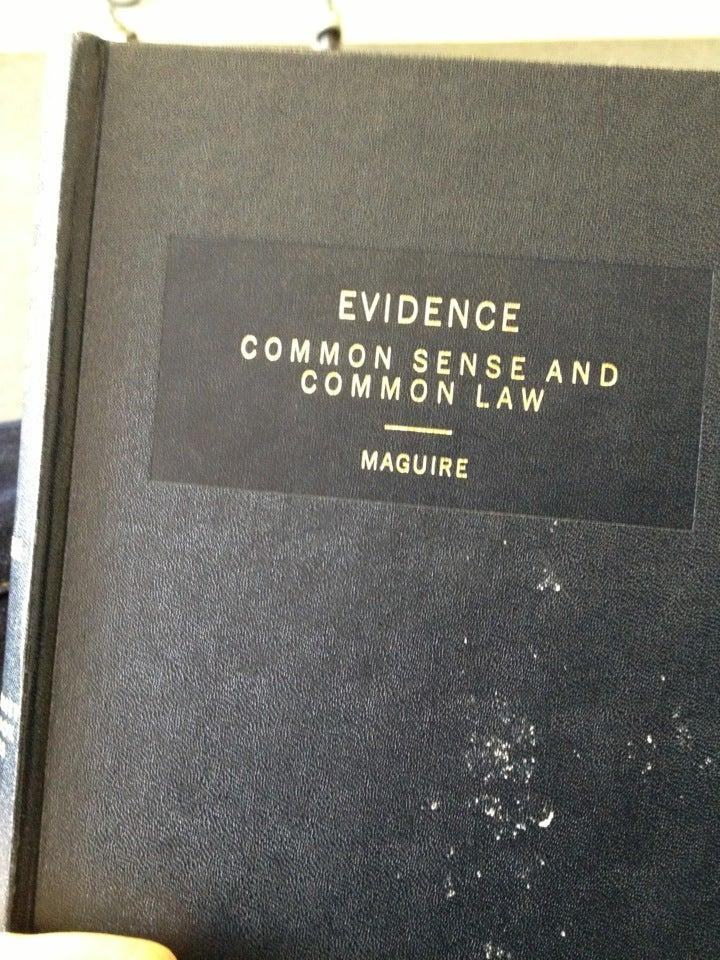 EVIDENCE
COMMON SENSE AND
COMMON LAW
MAGUIRE